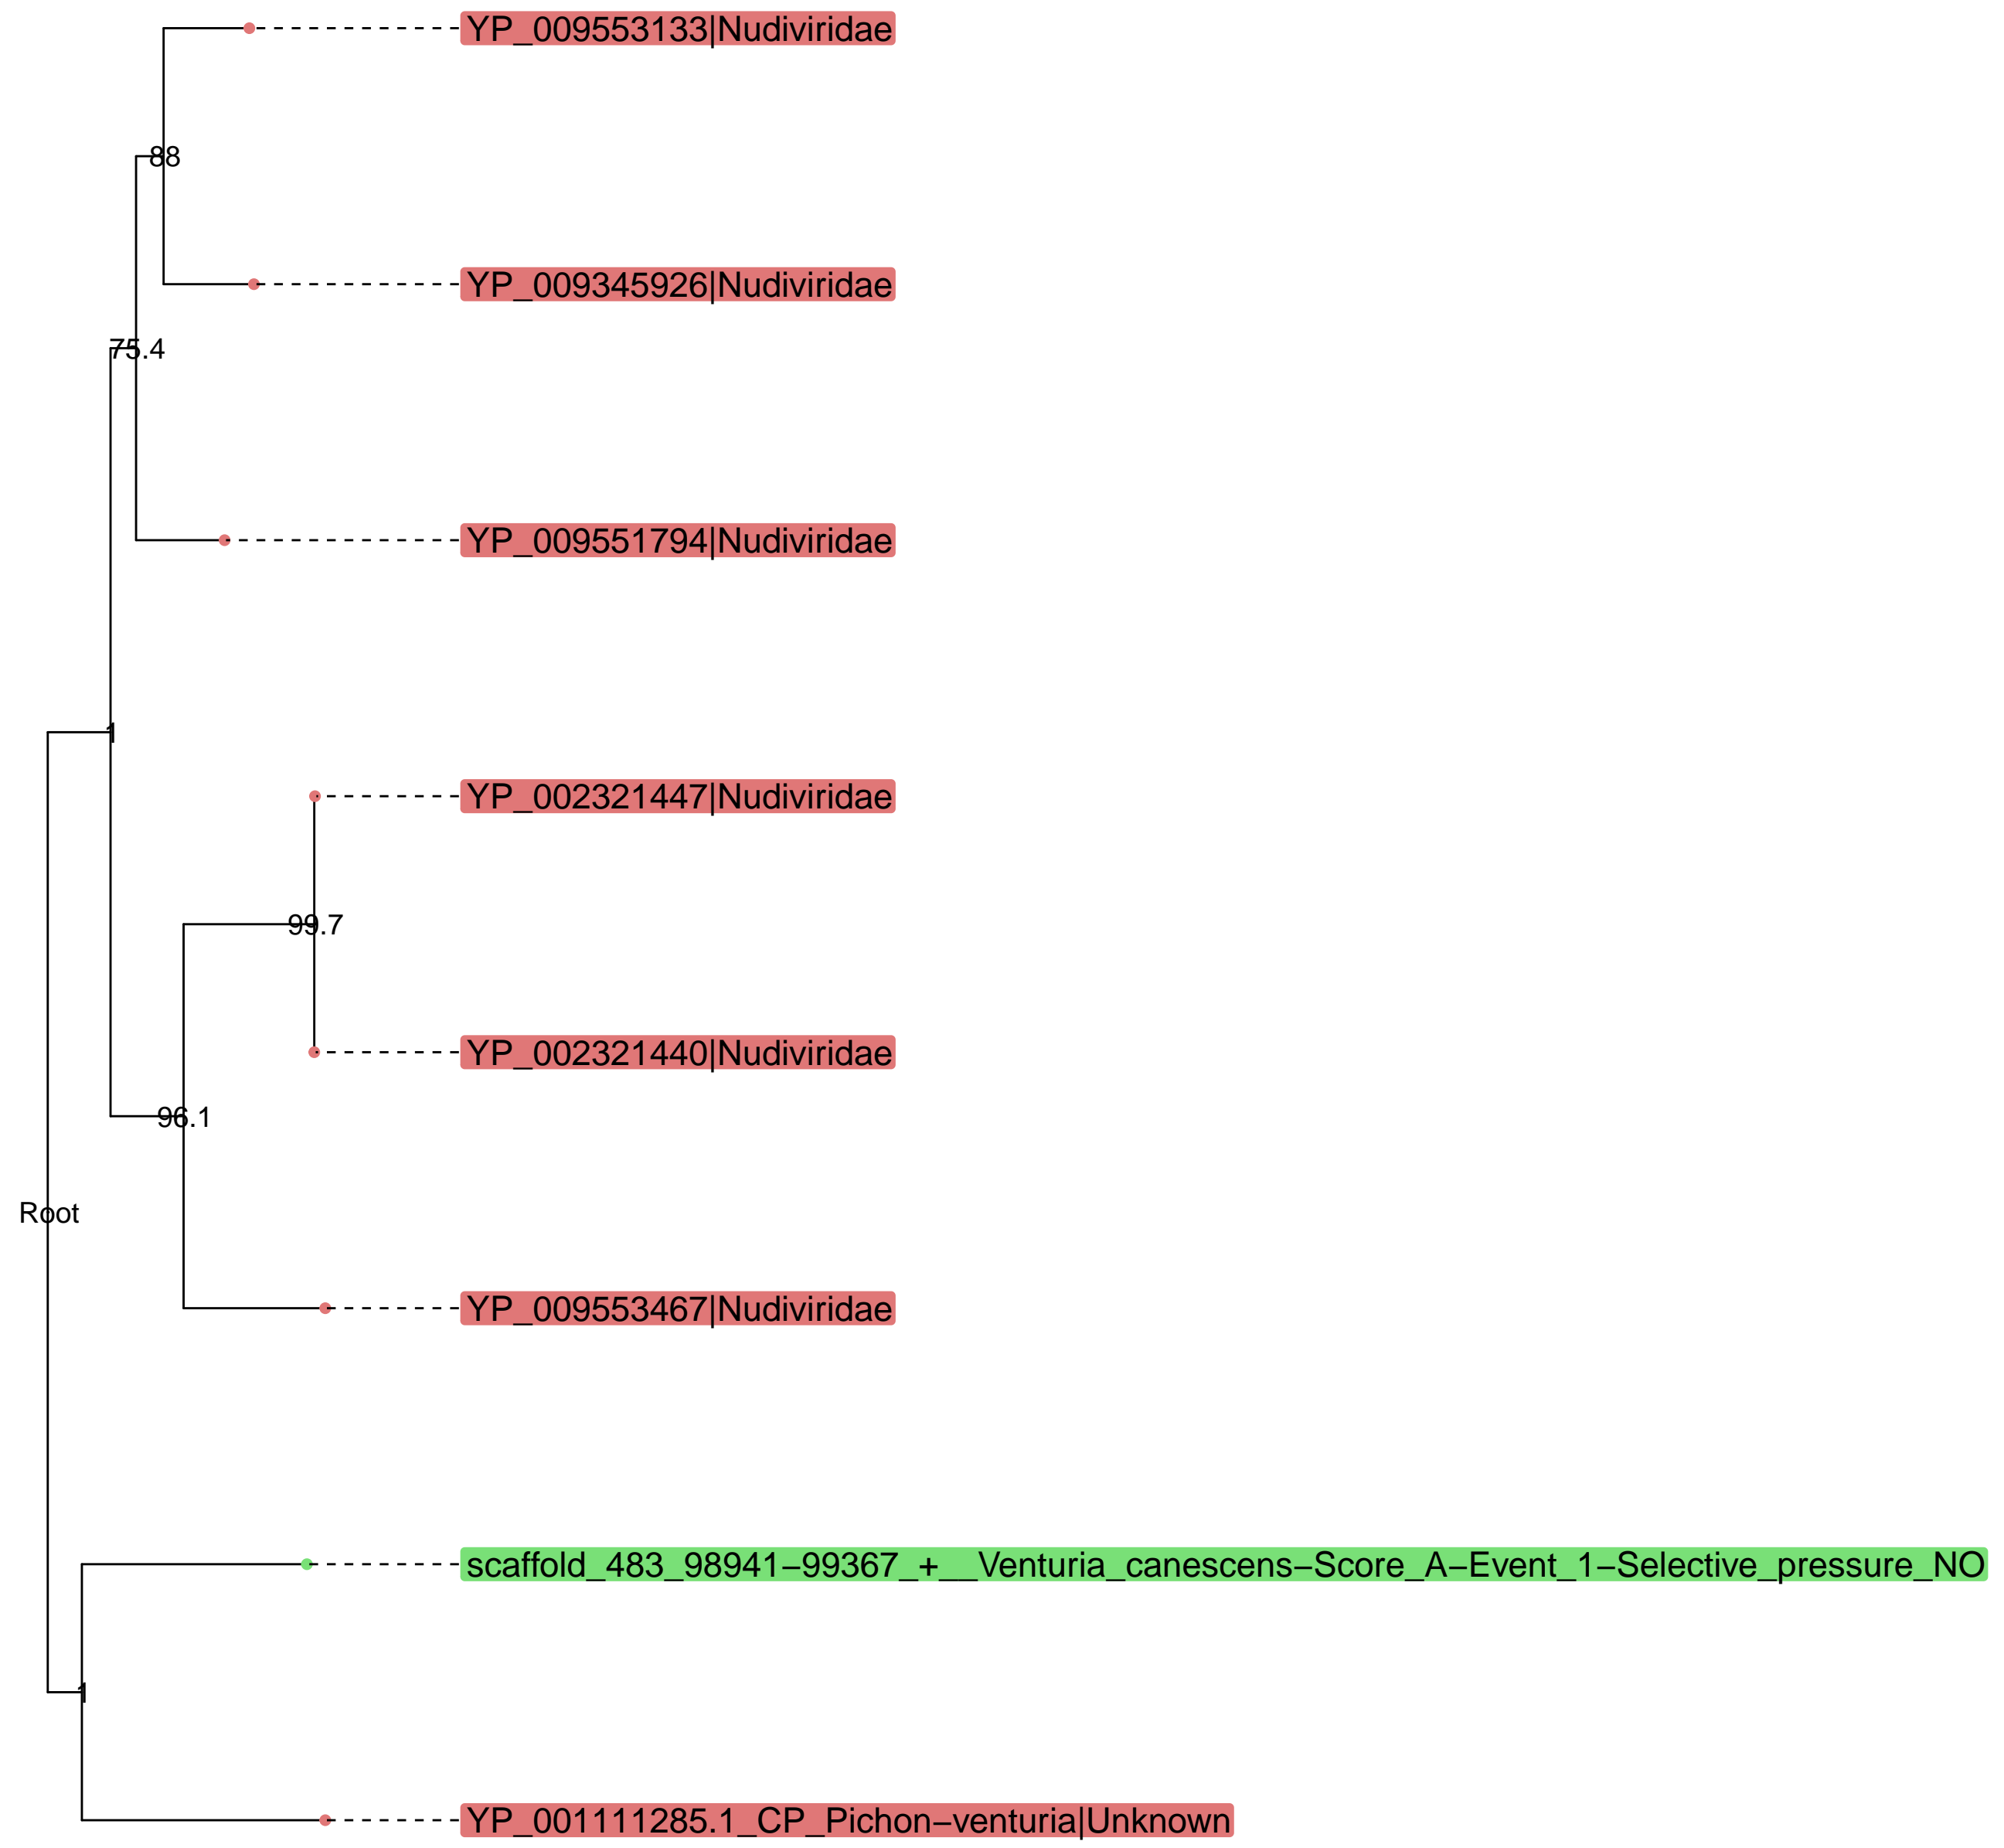 YP_009553133|Nudiviridae
88
YP_009345926|Nudiviridae
75.4
YP_009551794|Nudiviridae
1
YP_002321447|Nudiviridae
99.7
YP_002321440|Nudiviridae
96.1
Root
YP_009553467|Nudiviridae
scaffold_483_98941−99367_+__Venturia_canescens−Score_A−Event_1−Selective_pressure_NO
1
YP_001111285.1_CP_Pichon−venturia|Unknown